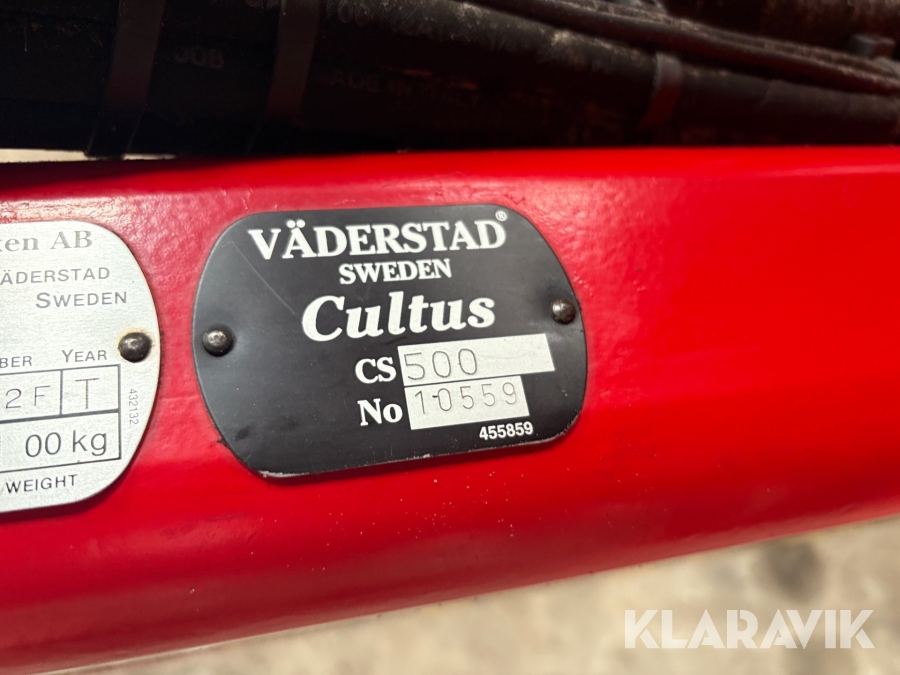 VÄDERSTAD®
SWEDEN
Cultus
CS 500
No 10559
455859
en AB
ÄDERSTAD
SWEDEN
BER YEAR
2F T
00 kg
WEIGHT
432132
KLARAVIK